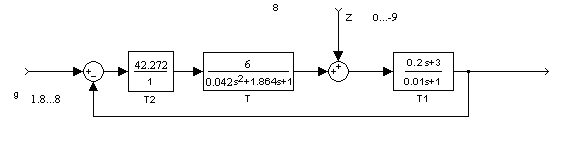 8
Z 0...-9
42.272
1
T2
6
0.042s²+1.864s+1
T
0.2s+3
0.01s+1
T1
+
−
+
+
g 1.8...8